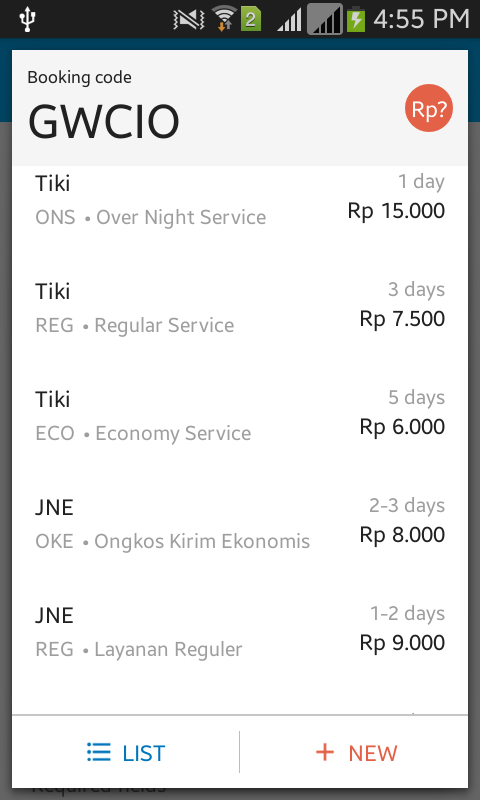 2 4:55 PM
Booking code
GWCIO
Rp?
Tiki 1 day
ONS • Over Night Service Rp 15.000
Tiki 3 days
REG • Regular Service Rp 7.500
Tiki 5 days
ECO • Economy Service Rp 6.000
JNE 2-3 days
OKE • Ongkos Kirim Ekonomis Rp 8.000
JNE 1-2 days
REG • Layanan Reguler Rp 9.000
LIST + NEW